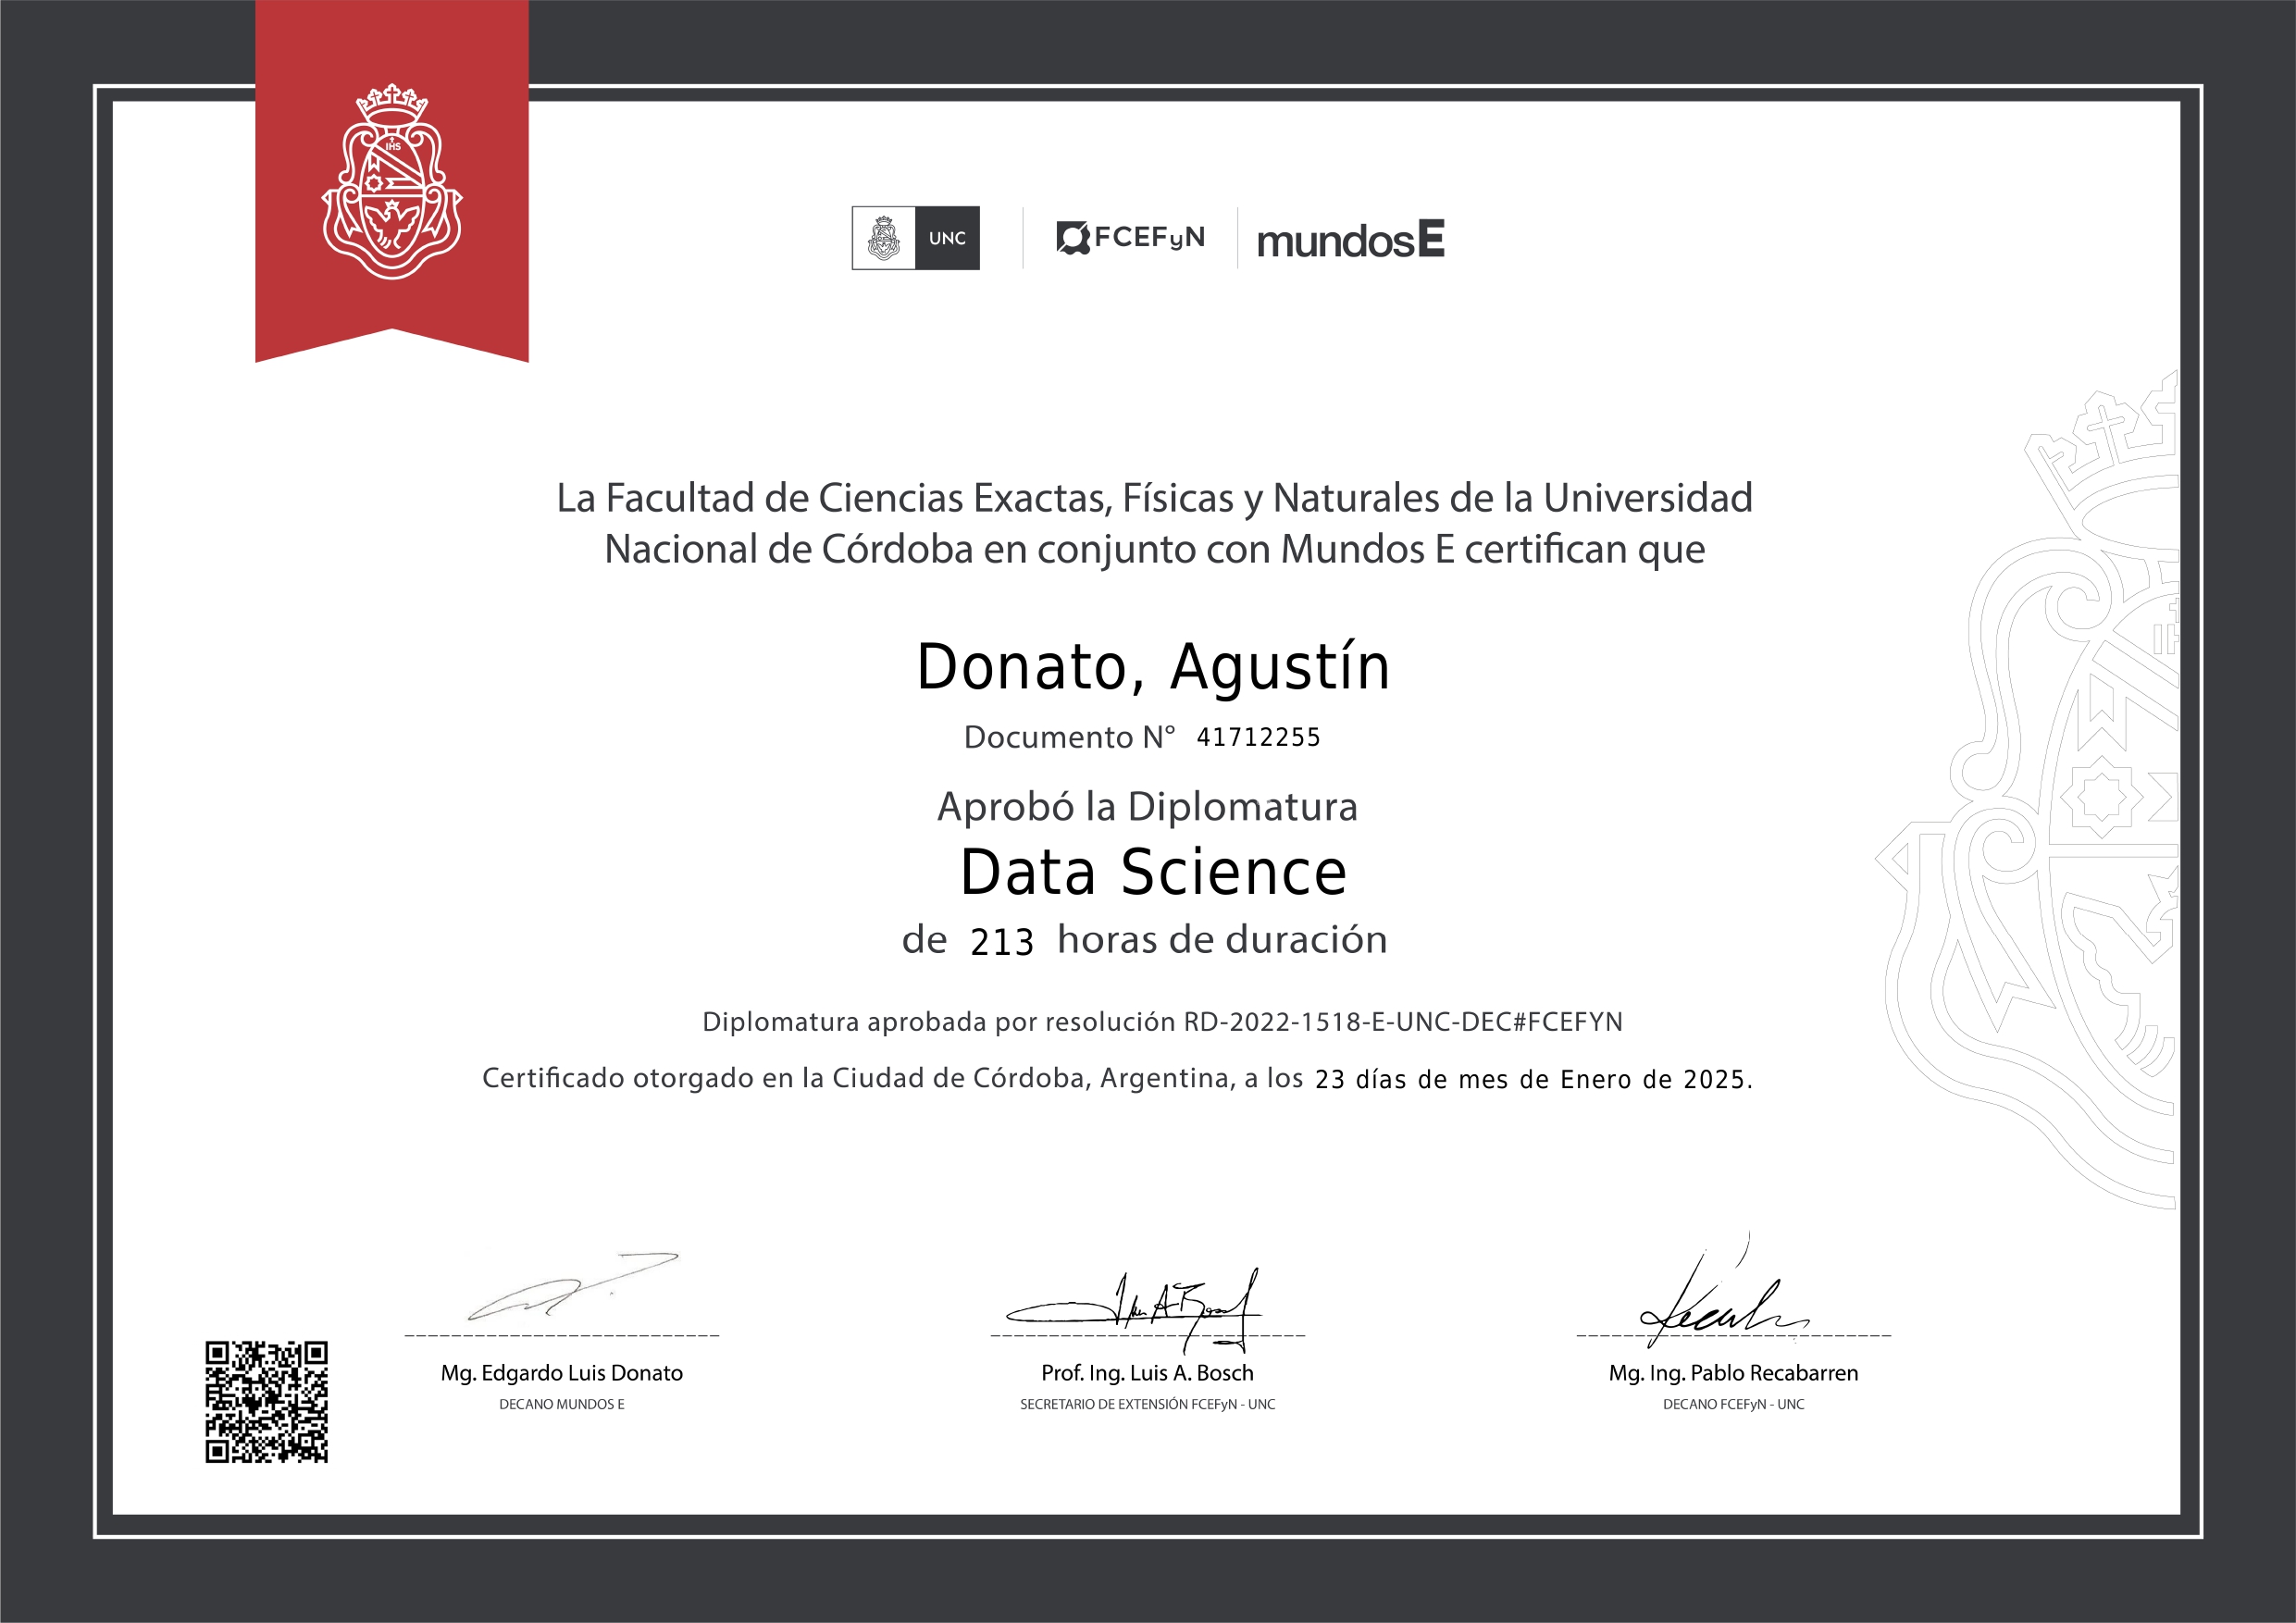 IHS
UNC
FCEFyN
mundosE
La Facultad de Ciencias Exactas, Físicas y Naturales de la Universidad
Nacional de Córdoba en conjunto con Mundos E certifican que
Donato, Agustín
Documento N° 41712255
Aprobó la Diplomatura
Data Science
de 213 horas de duración
Diplomatura aprobada por resolución RD-2022-1518-E-UNC-DEC#FCEFYN
Certificado otorgado en la Ciudad de Córdoba, Argentina, a los 23 días de mes de Enero de 2025.
Mg. Edgardo Luis Donato
DECANO MUNDOS E
Prof. Ing. Luis A. Bosch
SECRETARIO DE EXTENSIÓN FCEFyN - UNC
Mg. Ing. Pablo Recabarren
DECANO FCEFyN - UNC